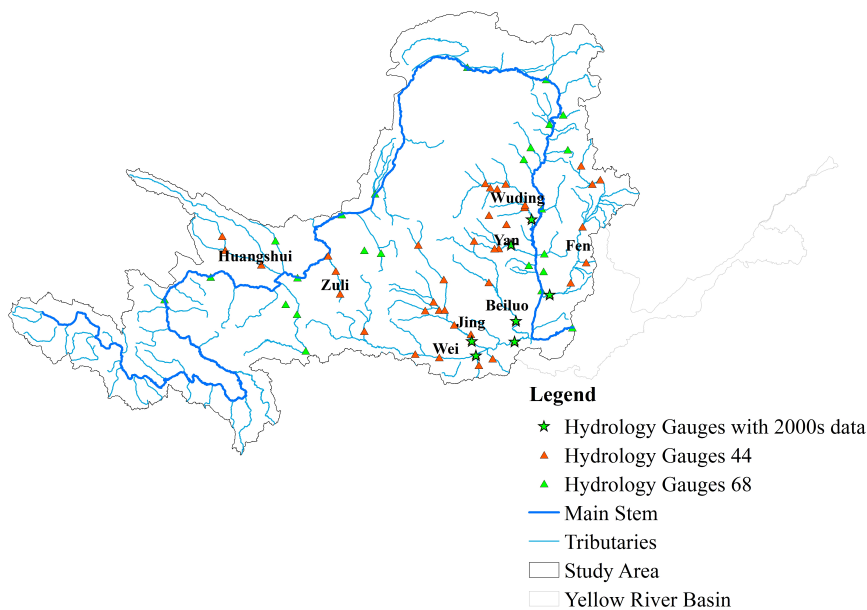 Wuding
Yan
Fen
Huangshui
Zuli
Beiluo
Jing
Wei
Legend
Hydrology Gauges with 2000s data
Hydrology Gauges 44
Hydrology Gauges 68
Main Stem
Tributaries
Study Area
Yellow River Basin